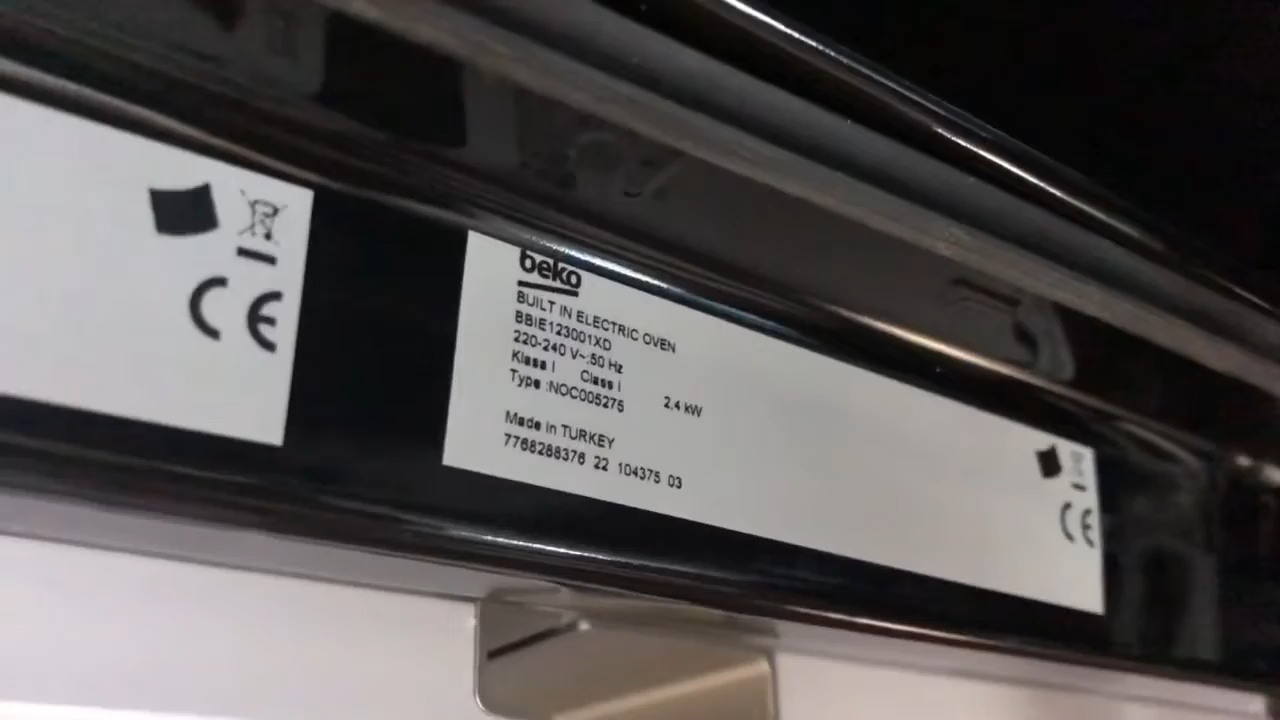 beko
BUILT IN ELECTRIC OVEN
BBIE123001XD
220-240 V~;50 Hz
Klasa I Class I 2,4 kW
Type :NOC005275
Made in TURKEY
7768288376 22 104375 03
CE
CE